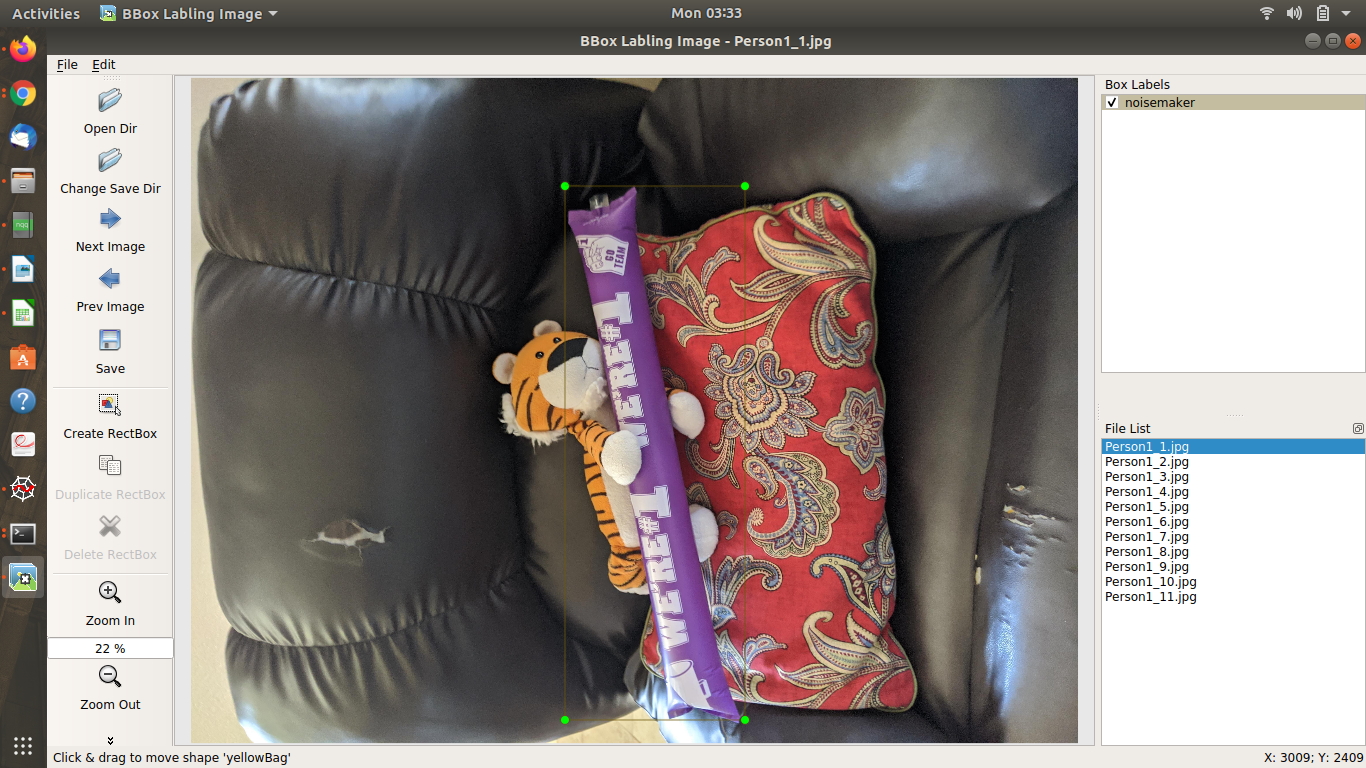 Activities
BBox Labling Image
Mon 03:33
BBox Labling Image - Person1_1.jpg
File
Edit
Open Dir
Change Save Dir
Next Image
Prev Image
Save
Create RectBox
Duplicate RectBox
Delete RectBox
Zoom In
22 %
Zoom Out
#1
GO
TEAM
WE'RE#1
WE'RE#1
Box Labels
noisemaker
File List
Person1_1.jpg
Person1_2.jpg
Person1_3.jpg
Person1_4.jpg
Person1_5.jpg
Person1_6.jpg
Person1_7.jpg
Person1_8.jpg
Person1_9.jpg
Person1_10.jpg
Person1_11.jpg
Click & drag to move shape 'yellowBag'
X: 3009; Y: 2409